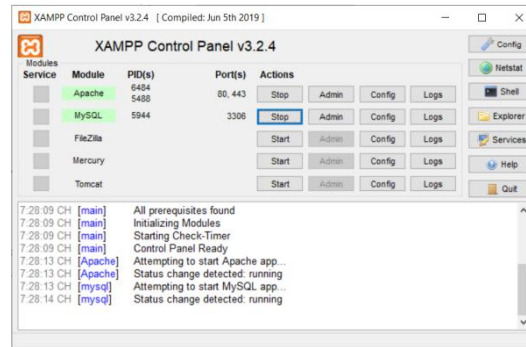 XAMPP Control Panel v3.2.4 [ Compiled: Jun 5th 2019 ]
XAMPP Control Panel v3.2.4
Config
Modules
Service Module PID(s) Port(s) Actions
Netstat
Apache 6484 5488 80, 443 Stop Admin Config Logs
Shell
MySQL 5944 3306 Stop Admin Config Logs
Explorer
FileZilla Start Admin Config Logs
Services
Mercury Start Admin Config Logs
Help
Tomcat Start Admin Config Logs
Quit
7:28:09 CH [main] All prerequisites found
7:28:09 CH [main] Initializing Modules
7:28:09 CH [main] Starting Check-Timer
7:28:09 CH [main] Control Panel Ready
7:28:13 CH [Apache] Attempting to start Apache app...
7:28:13 CH [Apache] Status change detected: running
7:28:13 CH [mysql] Attempting to start MySQL app...
7:28:14 CH [mysql] Status change detected: running